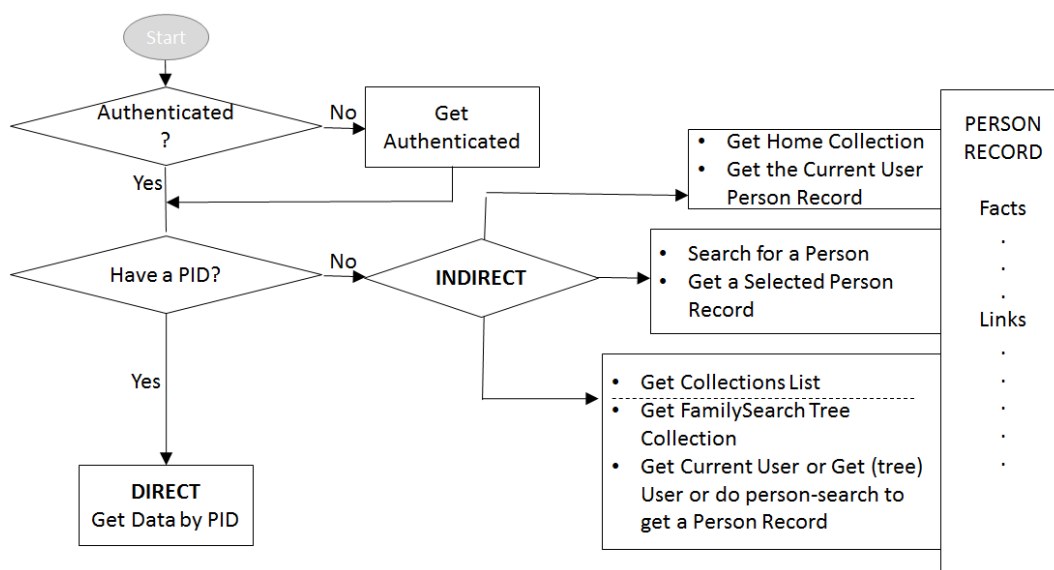 Start
Authenticated
?
No
Get
Authenticated
Yes
Have a PID?
No
INDIRECT
Yes
DIRECT
Get Data by PID
• Get Home Collection
• Get the Current User
Person Record
• Search for a Person
• Get a Selected Person
Record
• Get Collections List
• Get FamilySearch Tree
Collection
• Get Current User or Get (tree)
User or do person-search to
get a Person Record
PERSON
RECORD
Facts
.
.
.
Links
.
.
.
.
.
.